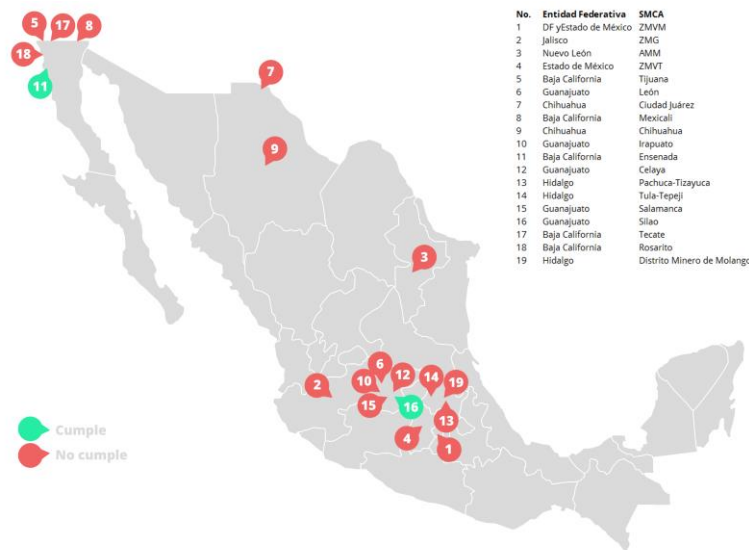 No. Entidad Federativa SMCA
1 DF yEstado de México ZMVM
2 Jalisco ZMG
3 Nuevo León AMM
4 Estado de México ZMVT
5 Baja California Tijuana
6 Guanajuato León
7 Chihuahua Ciudad Juárez
8 Baja California Mexicali
9 Chihuahua Chihuahua
10 Guanajuato Irapuato
11 Baja California Ensenada
12 Guanajuato Celaya
13 Hidalgo Pachuca-Tizayuca
14 Hidalgo Tula-Tepeji
15 Guanajuato Salamanca
16 Guanajuato Silao
17 Baja California Tecate
18 Baja California Rosarito
19 Hidalgo Distrito Minero de Molango
5 17 8
18
11
7
9
3
6 12 14
2 10 19
15 16
13
4
1
Cumple
No cumple